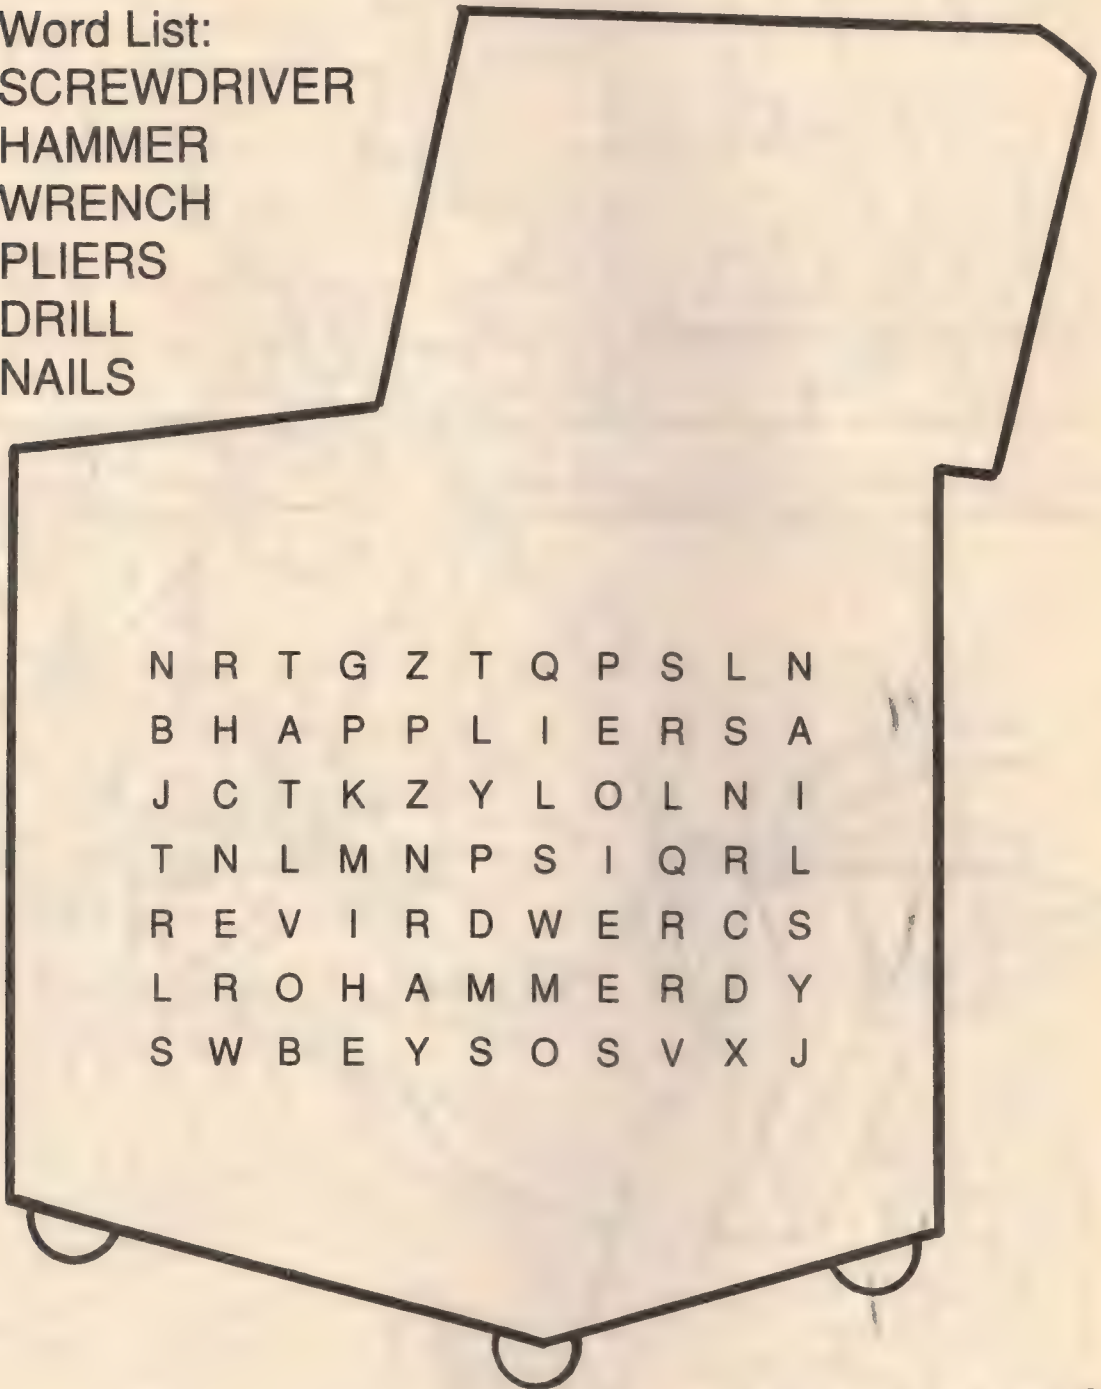 Word List:
SCREWDRIVER
HAMMER
WRENCH
PLIERS
DRILL
NAILS
N R T G Z T Q P S L N
B H A P P L I E R S A
J C T K Z Y L O L N I
T N L M N P S I Q R L
R E V I R D W E R C S
L R O H A M M E R D Y
S W B E Y S O S V X J